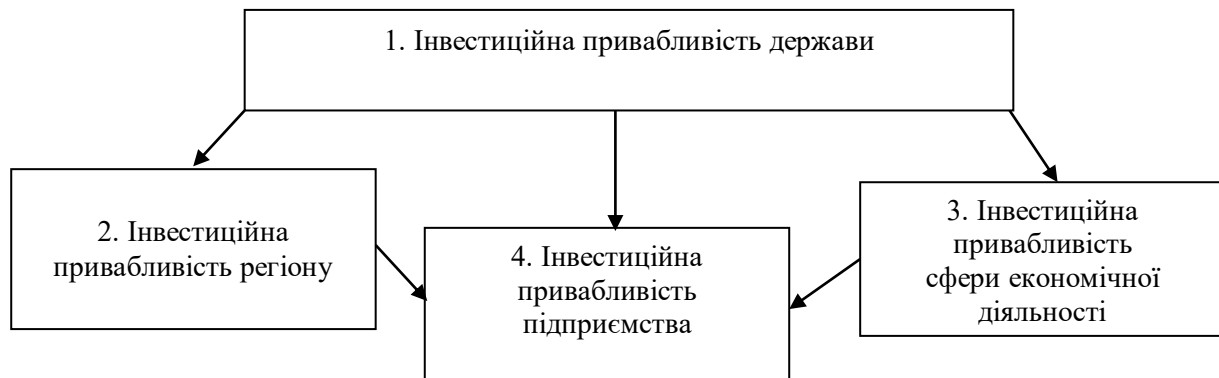 1. Інвестиційна привабливість держави
2. Інвестиційна
привабливість регіону
4. Інвестиційна
привабливість
підприємства
3. Інвестиційна
привабливість
сфери економічної
діяльності